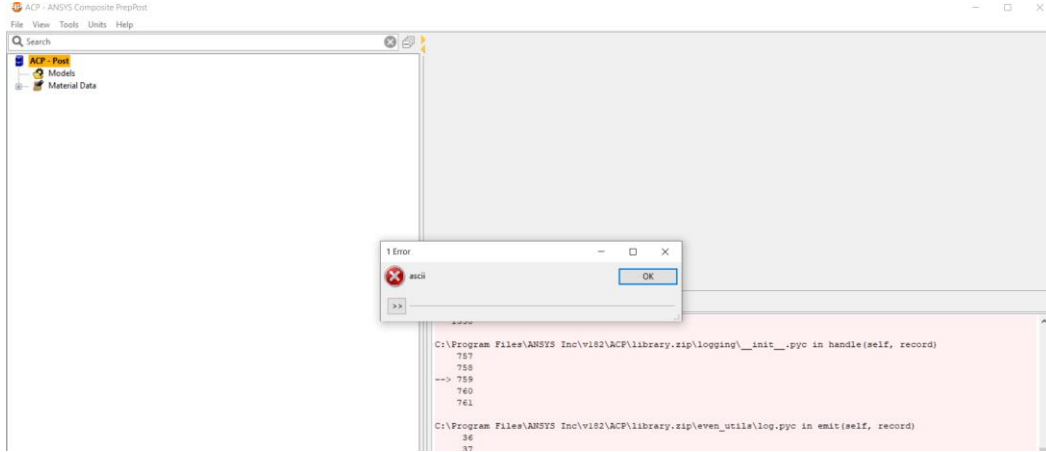 ACP - ANSYS Composite PrepPost
File View Tools Units Help
Search
ACP - Post
Models
Material Data
1 Error
ascii
OK
>>
C:\Program Files\ANSYS Inc\v182\ACP\library.zip\logging\__init__.pyc in handle(self, record)
757
758
--> 759
760
761
C:\Program Files\ANSYS Inc\v182\ACP\library.zip\even_utils\log.pyc in emit(self, record)
36
37